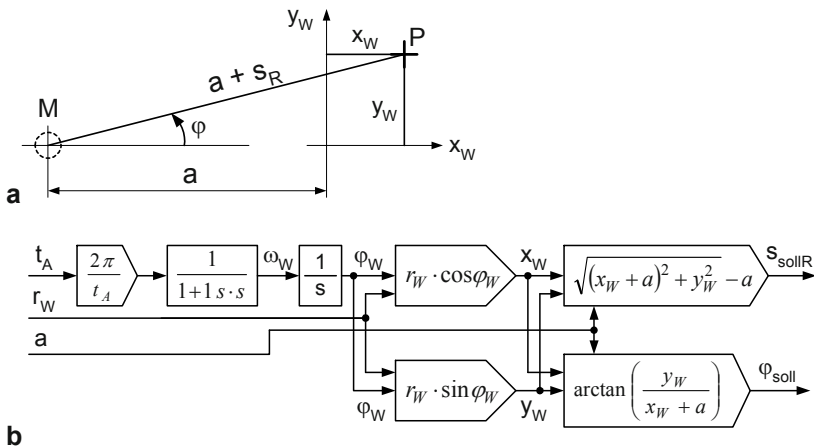 y_W
x_W P
a + s_R
M
φ
y_W
x_W
a
a
t_A 2π/t_A 1/(1+1 s·s) ω_W 1/s φ_W r_W · cosφ_W x_W √((x_W + a)² + y_W²) − a s_sollR
r_W
a
φ_W r_W · sinφ_W y_W arctan(y_W/(x_W + a)) φ_soll
b